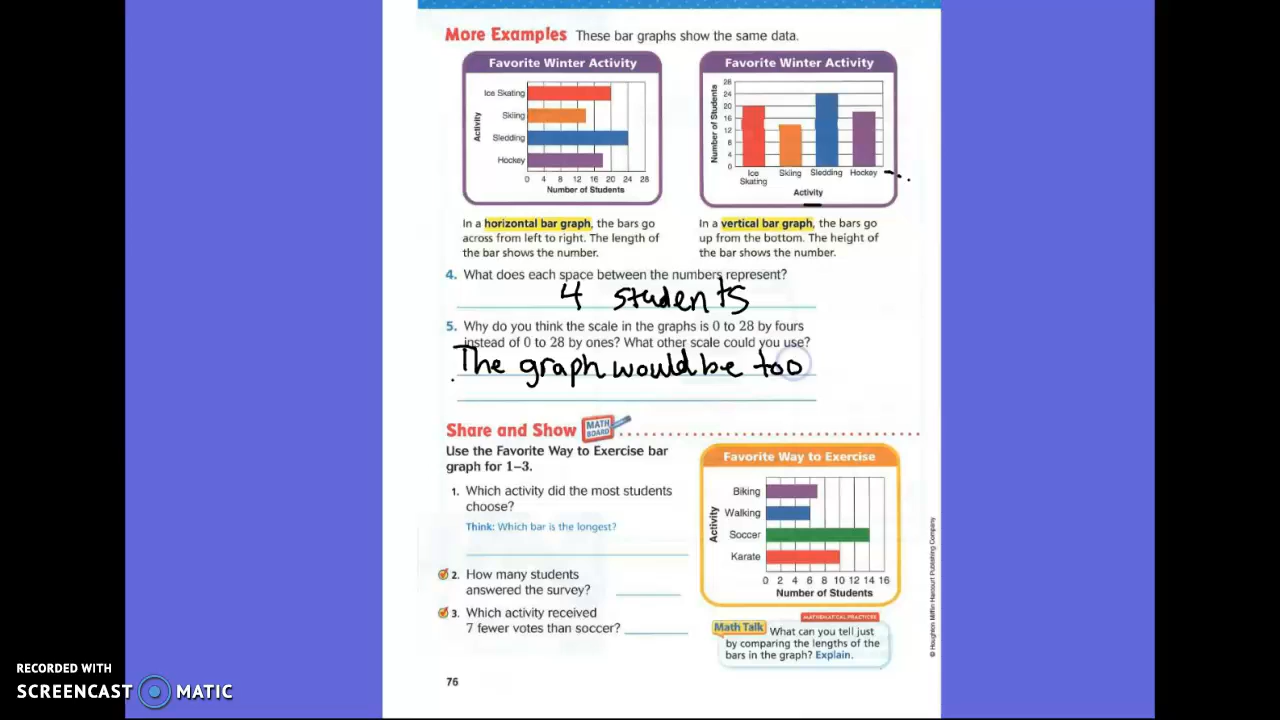 More Examples These bar graphs show the same data.
Favorite Winter Activity
Activity
Ice Skating
Skiing
Sledding
Hockey
0 4 8 12 16 20 24 28
Number of Students
Favorite Winter Activity
Number of Students
28
24
20
16
12
8
4
0
Ice Skating Skiing Sledding Hockey
Activity
In a horizontal bar graph, the bars go
across from left to right. The length of
the bar shows the number.
In a vertical bar graph, the bars go
up from the bottom. The height of
the bar shows the number.
4. What does each space between the numbers represent?
4 students
5. Why do you think the scale in the graphs is 0 to 28 by fours
instead of 0 to 28 by ones? What other scale could you use?
The graph would be too
Share and Show MATH BOARD
Use the Favorite Way to Exercise bar
graph for 1–3.
1. Which activity did the most students
choose?
Think: Which bar is the longest?
2. How many students
answered the survey?
3. Which activity received
7 fewer votes than soccer?
Favorite Way to Exercise
Activity
Biking
Walking
Soccer
Karate
0 2 4 6 8 10 12 14 16
Number of Students
MATHEMATICAL PRACTICES
Math Talk What can you tell just
by comparing the lengths of the
bars in the graph? Explain.
© Houghton Mifflin Harcourt Publishing Company
76
RECORDED WITH
SCREENCAST MATIC